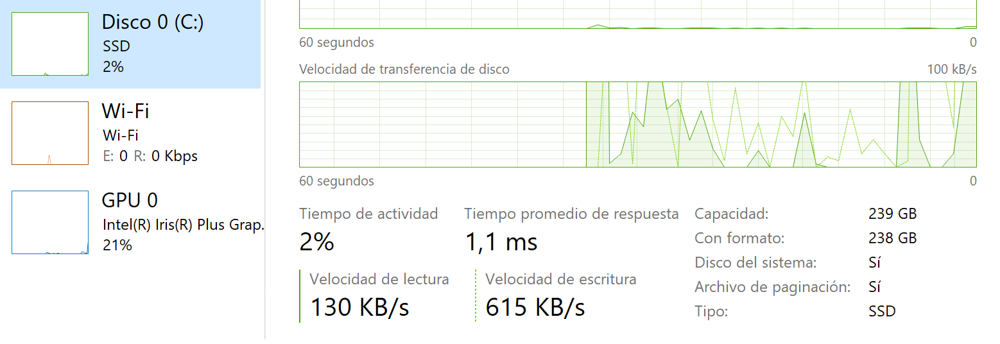 Disco 0 (C:)
SSD
2%
Wi-Fi
Wi-Fi
E: 0 R: 0 Kbps
GPU 0
Intel(R) Iris(R) Plus Grap.
21%
60 segundos 0
Velocidad de transferencia de disco 100 kB/s
60 segundos 0
Tiempo de actividad
2%
Tiempo promedio de respuesta
1,1 ms
Velocidad de lectura
130 KB/s
Velocidad de escritura
615 KB/s
Capacidad: 239 GB
Con formato: 238 GB
Disco del sistema: Sí
Archivo de paginación: Sí
Tipo: SSD